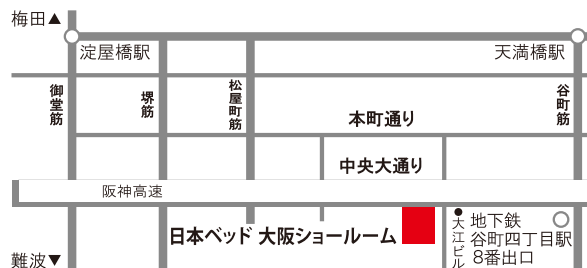 梅田▲
淀屋橋駅
天満橋駅
御堂筋
堺筋
松屋町筋
谷町筋
本町通り
中央大通り
阪神高速
日本ベッド 大阪ショールーム
大江ビル
地下鉄
谷町四丁目駅
8番出口
難波▼